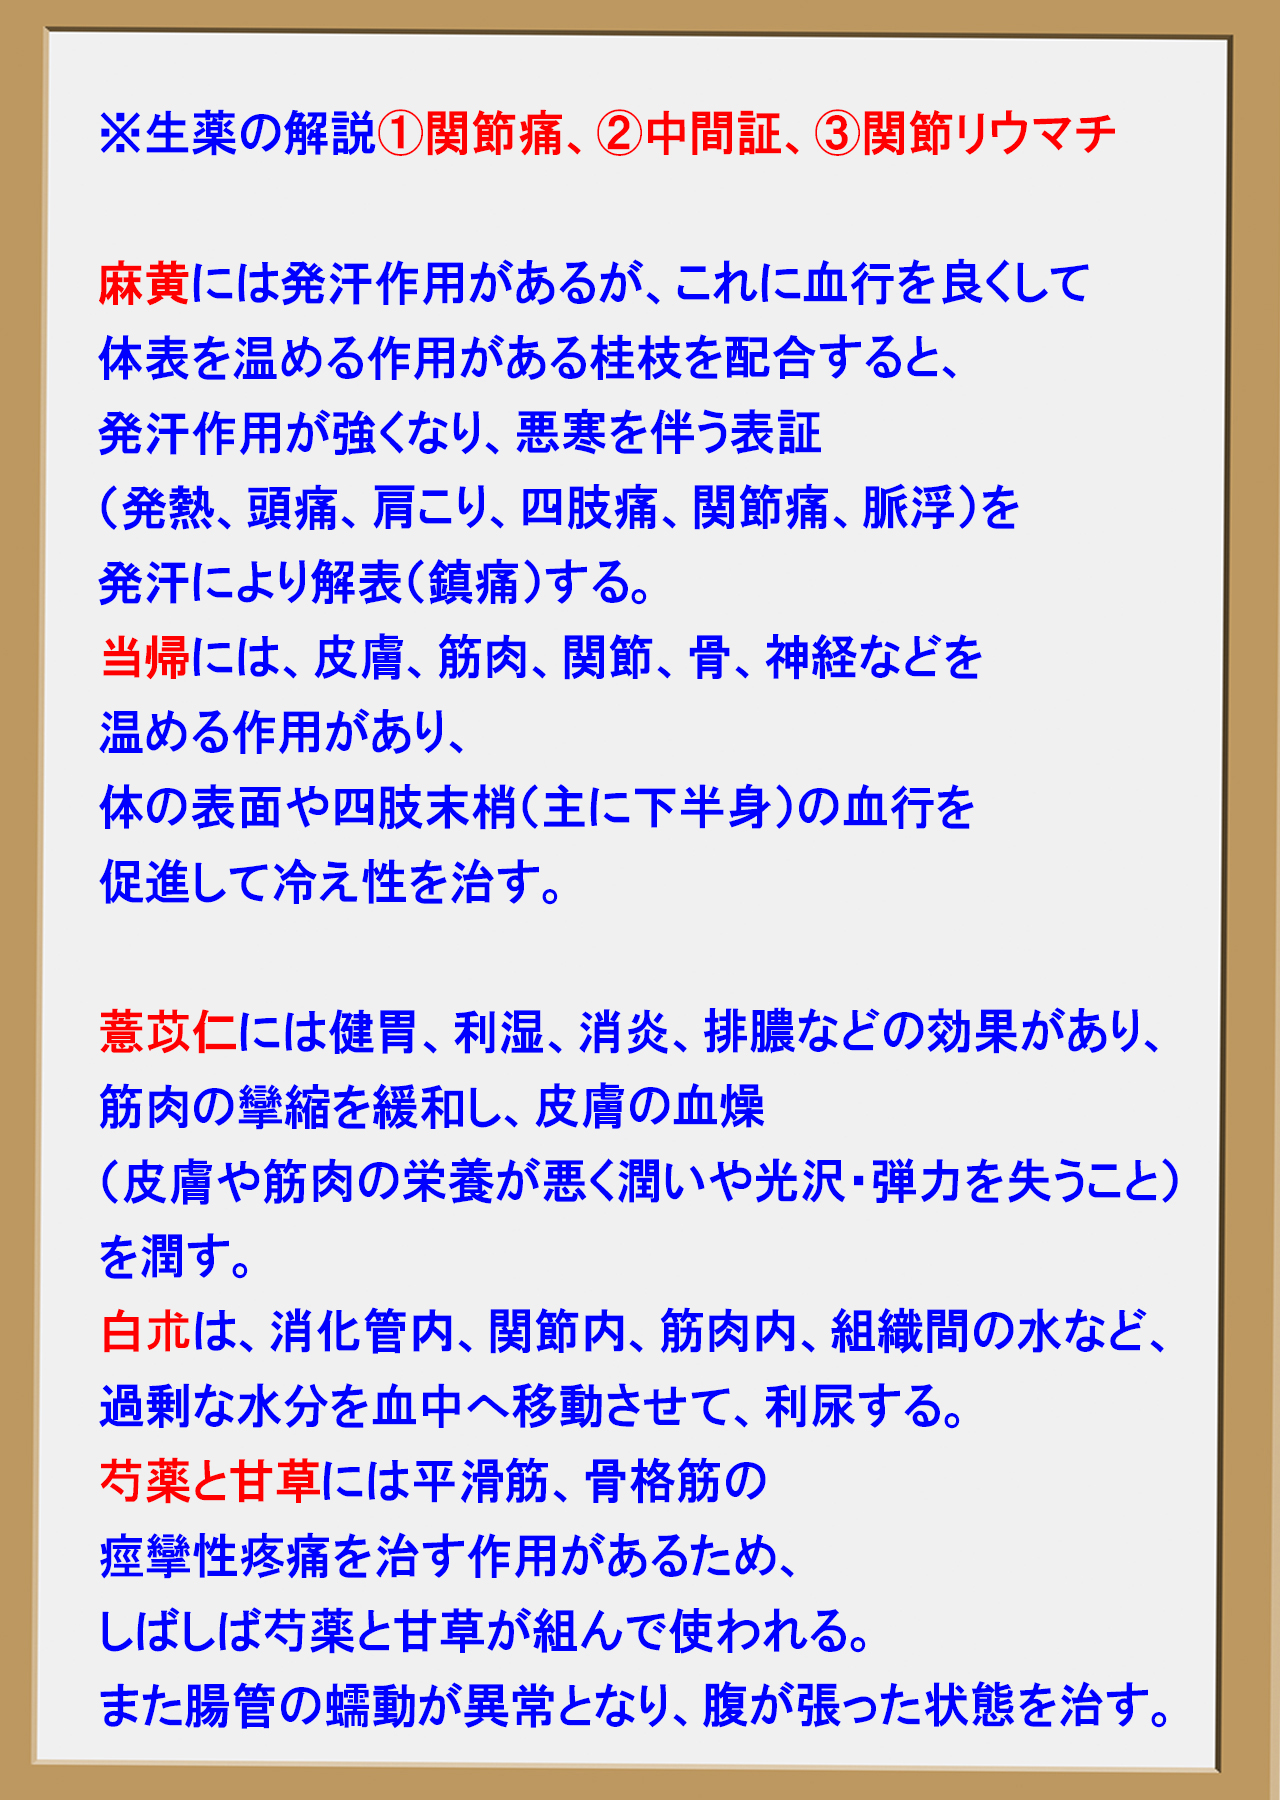 ※生薬の解説①関節痛、②中間証、③関節リウマチ
麻黄には発汗作用があるが、これに血行を良くして
体表を温める作用がある桂枝を配合すると、
発汗作用が強くなり、悪寒を伴う表証
（発熱、頭痛、肩こり、四肢痛、関節痛、脈浮）を
発汗により解表（鎮痛）する。
当帰には、皮膚、筋肉、関節、骨、神経などを
温める作用があり、
体の表面や四肢末梢（主に下半身）の血行を
促進して冷え性を治す。
薏苡仁には健胃、利湿、消炎、排膿などの効果があり、
筋肉の攣縮を緩和し、皮膚の血燥
（皮膚や筋肉の栄養が悪く潤いや光沢・弾力を失うこと）
を潤す。
白朮は、消化管内、関節内、筋肉内、組織間の水など、
過剰な水分を血中へ移動させて、利尿する。
芍薬と甘草には平滑筋、骨格筋の
痙攣性疼痛を治す作用があるため、
しばしば芍薬と甘草が組んで使われる。
また腸管の蠕動が異常となり、腹が張った状態を治す。